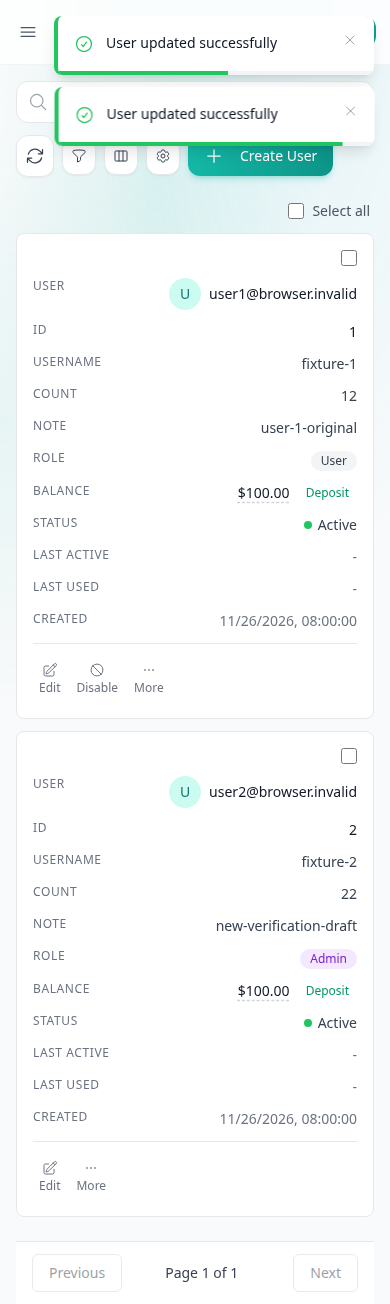 User updated successfully
User updated successfully
Create User
Select all
USER U user1@browser.invalid
ID 1
USERNAME fixture-1
COUNT 12
NOTE user-1-original
ROLE User
BALANCE $100.00 Deposit
STATUS Active
LAST ACTIVE -
LAST USED -
CREATED 11/26/2026, 08:00:00
Edit Disable More
USER U user2@browser.invalid
ID 2
USERNAME fixture-2
COUNT 22
NOTE new-verification-draft
ROLE Admin
BALANCE $100.00 Deposit
STATUS Active
LAST ACTIVE -
LAST USED -
CREATED 11/26/2026, 08:00:00
Edit More
Previous Page 1 of 1 Next